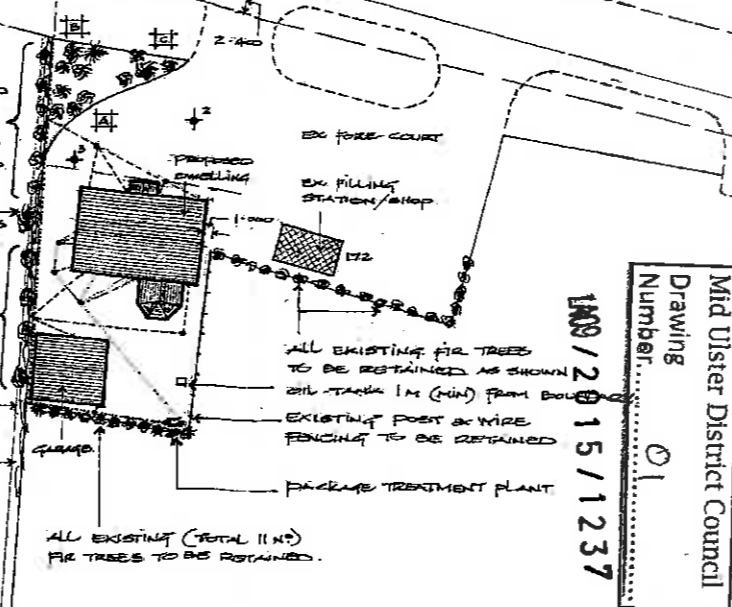 B
C
2·400
A
2
3
EX FORE COURT
PROPOSED
DWELLING
EX. FILLING
STATION/SHOP
1·000
172
ALL EXISTING FIR TREES
TO BE RETAINED AS SHOWN
OIL TANK 1M (MIN) FROM
EXISTING POST & WIRE
FENCING TO BE RETAINED
GARAGE.
PACKAGE TREATMENT PLANT
ALL EXISTING (TOTAL 11 Nº)
FIR TREES TO BE RETAINED.
Mid Ulster District Council
Drawing
Number 01
LA09/2015/1237